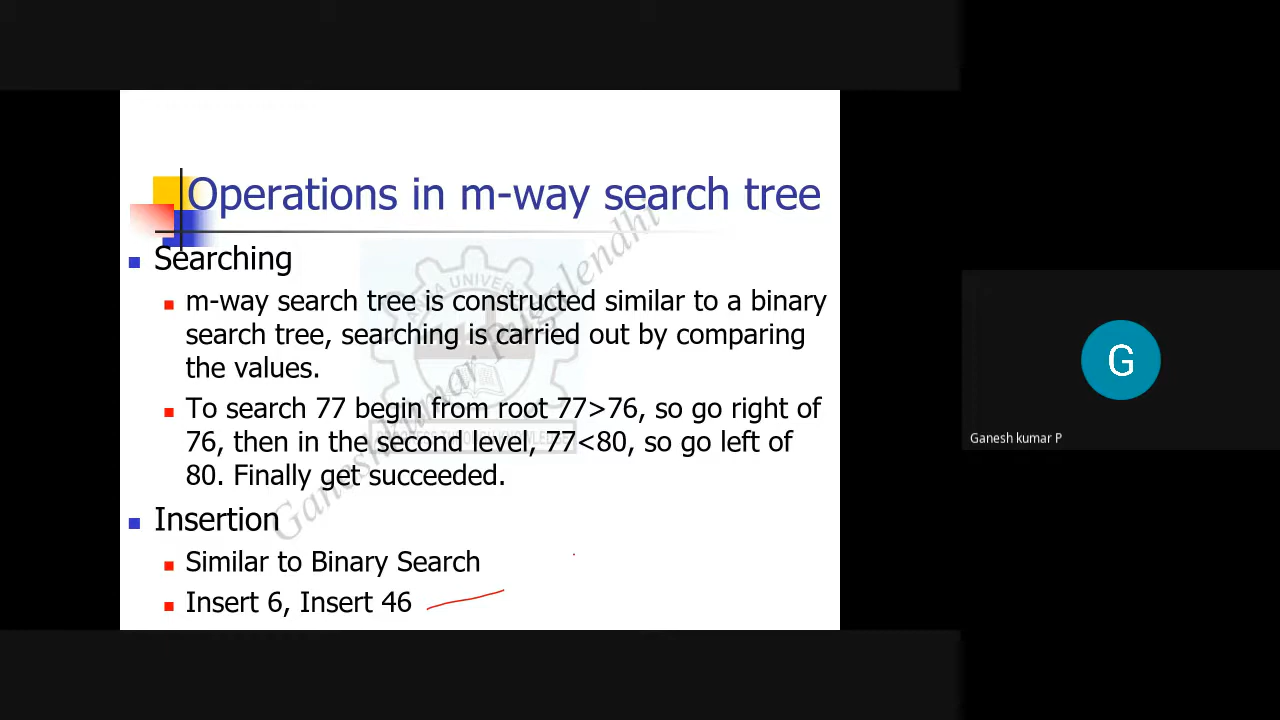 Operations in m-way search tree
Searching
m-way search tree is constructed similar to a binary
search tree, searching is carried out by comparing
the values.
To search 77 begin from root 77>76, so go right of
76, then in the second level, 77<80, so go left of
80. Finally get succeeded.
Insertion
Similar to Binary Search
Insert 6, Insert 46
Ganeshkumar Pugalendhi
G
Ganesh kumar P